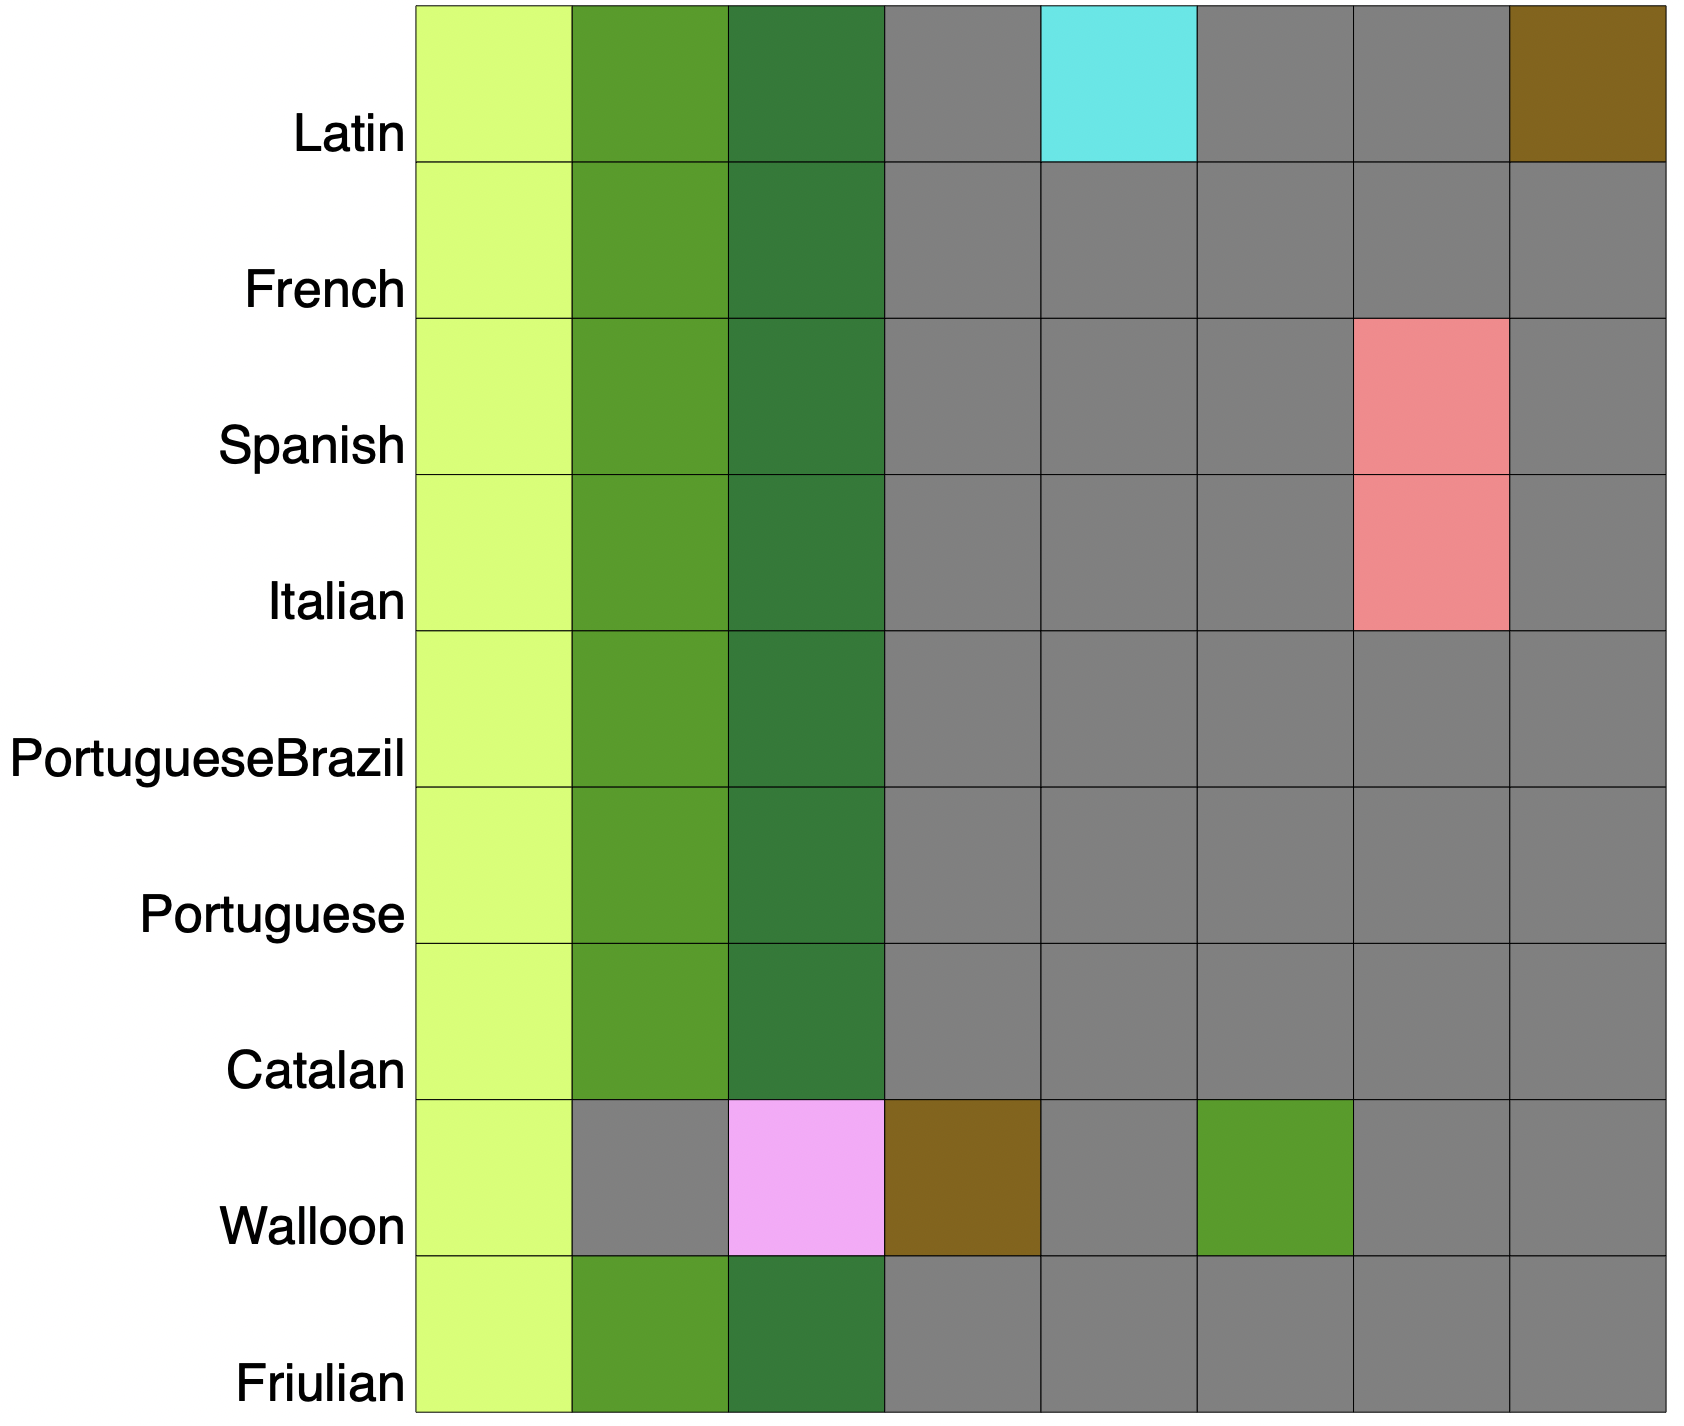 Latin
French
Spanish
Italian
PortugueseBrazil
Portuguese
Catalan
Walloon
Friulian